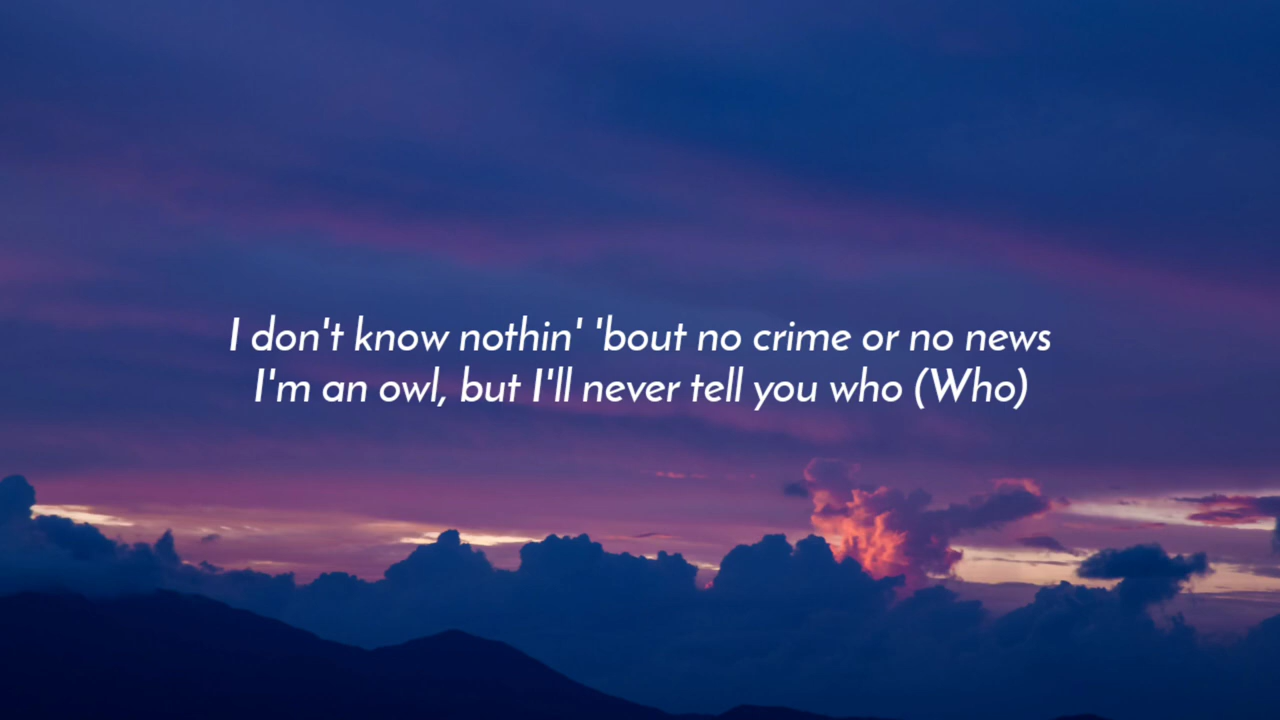 I don't know nothin' 'bout no crime or no news
I'm an owl, but I'll never tell you who (Who)